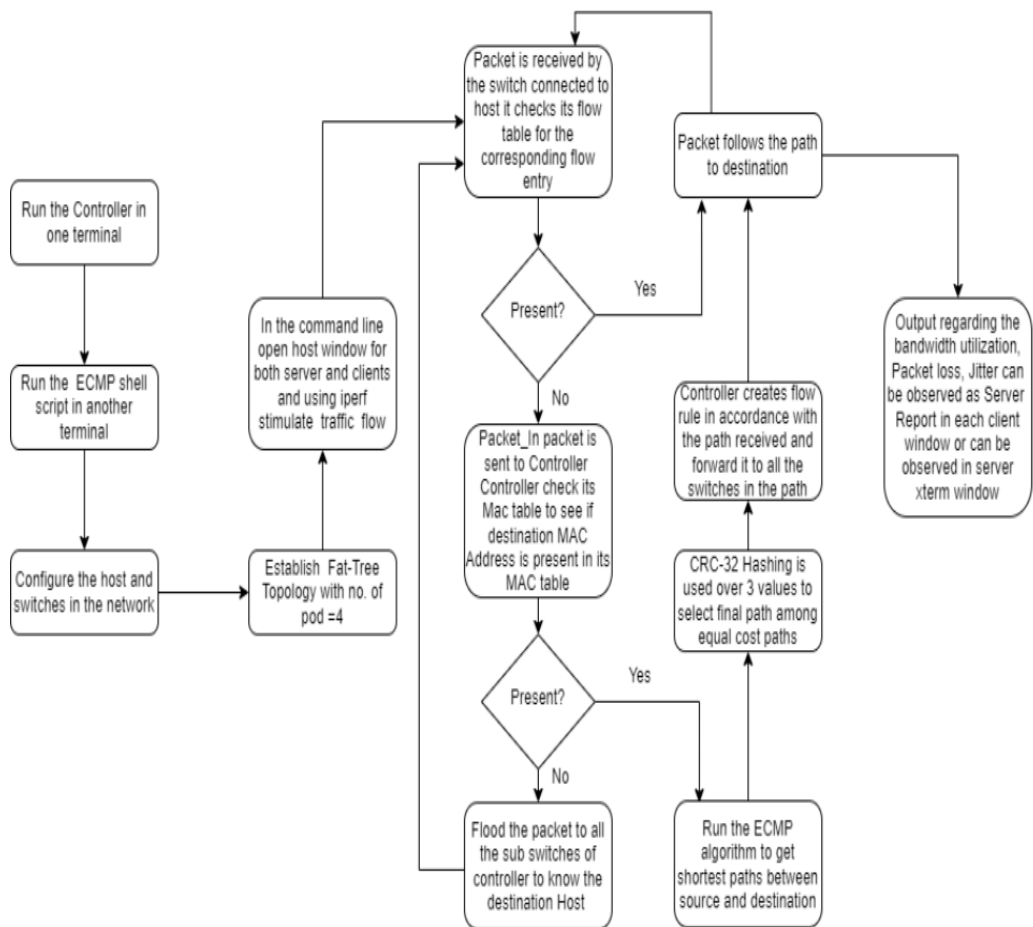 Packet is received by
the switch connected to
host it checks its flow
table for the
corresponding flow
entry
Packet follows the path
to destination
Run the Controller in
one terminal
Present?
Yes
No
In the command line
open host window for
both server and clients
and using iperf
stimulate traffic flow
Output regarding the
bandwidth utilization,
Packet loss, Jitter can
be observed as Server
Report in each client
window or can be
observed in server
xterm window
Run the ECMP shell
script in another
terminal
Controller creates flow
rule in accordance with
the path received and
forward it to all the
switches in the path
Packet_In packet is
sent to Controller
Controller check its
Mac table to see if
destination MAC
Address is present in its
MAC table
Configure the host and
switches in the network
Establish Fat-Tree
Topology with no. of
pod =4
CRC-32 Hashing is
used over 3 values to
select final path among
equal cost paths
Present?
Yes
No
Flood the packet to all
the sub switches of
controller to know the
destination Host
Run the ECMP
algorithm to get
shortest paths between
source and destination